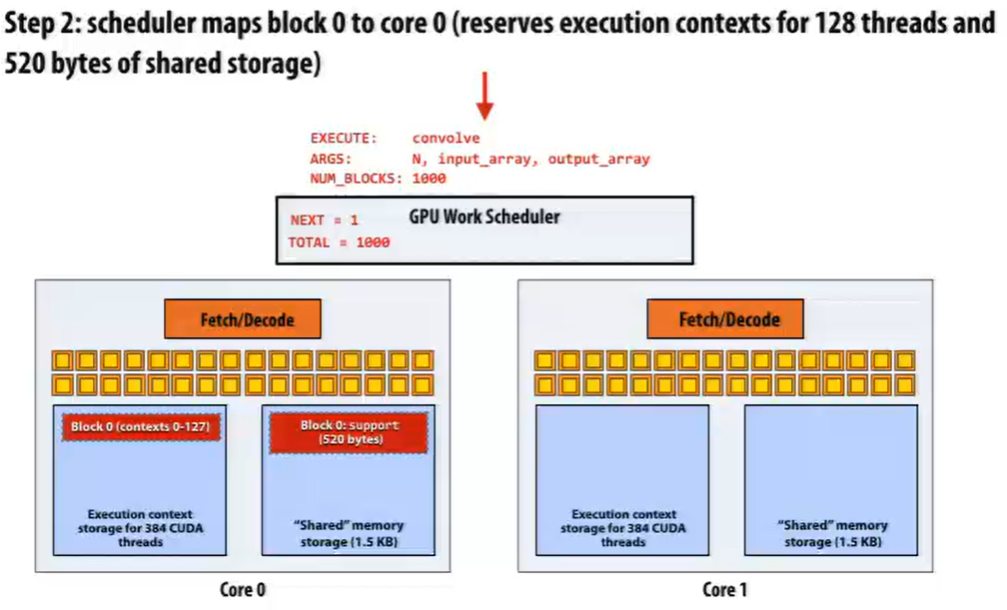 Step 2: scheduler maps block 0 to core 0 (reserves execution contexts for 128 threads and
520 bytes of shared storage)
EXECUTE: convolve
ARGS: N, input_array, output_array
NUM_BLOCKS: 1000
NEXT = 1
GPU Work Scheduler
TOTAL = 1000
Fetch/Decode
Block 0 (contexts 0-127)
Block 0: support
(520 bytes)
Execution context
storage for 384 CUDA
threads
"Shared" memory
storage (1.5 KB)
Core 0
Fetch/Decode
Execution context
storage for 384 CUDA
threads
"Shared" memory
storage (1.5 KB)
Core 1